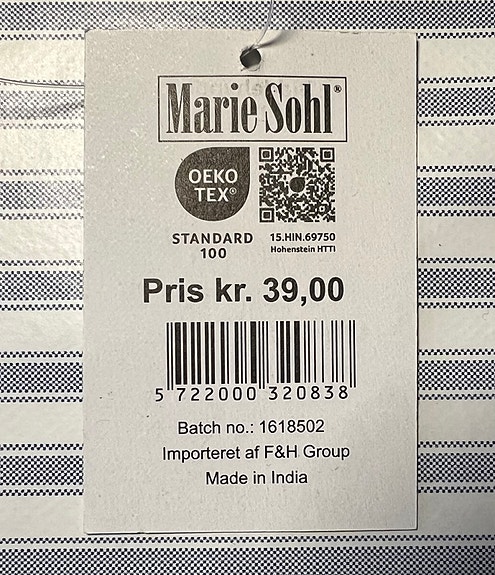 Marie Sohl®
OEKO
TEX®
STANDARD
100
15.HIN.69750
Hohenstein HTTI
Pris kr. 39,00
5 722000 320838
Batch no.: 1618502
Importeret af F&H Group
Made in India